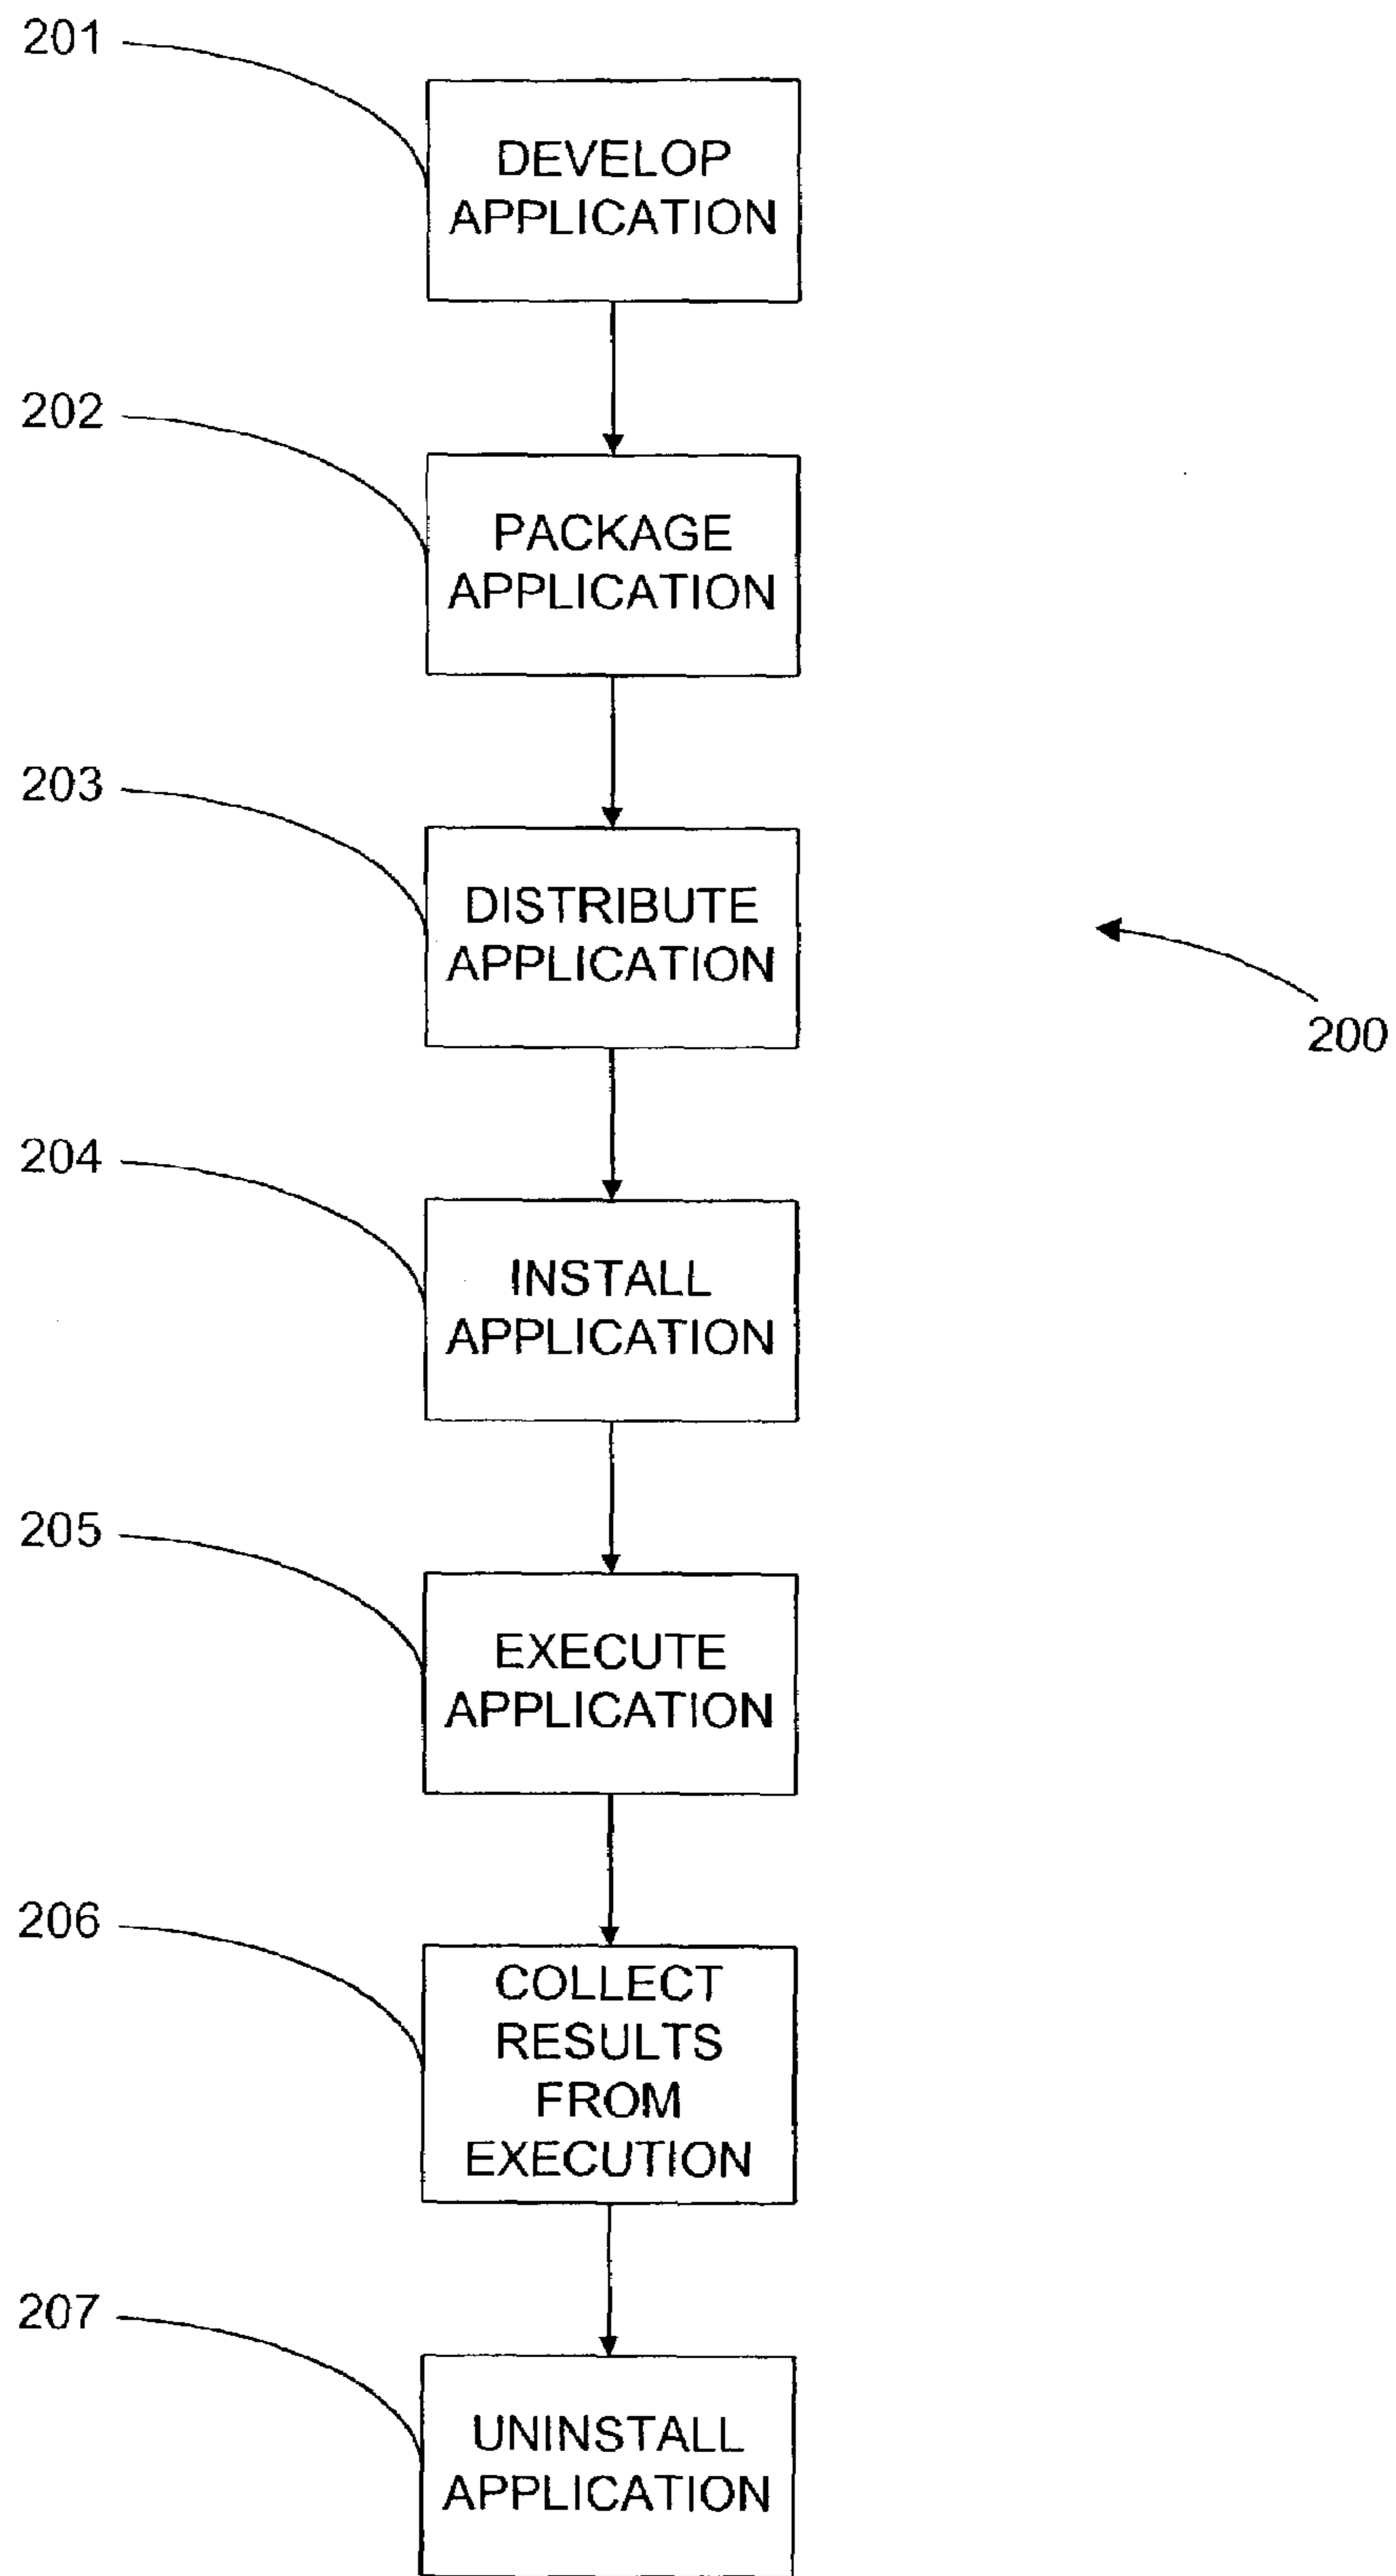 201
DEVELOP
APPLICATION
202
PACKAGE
APPLICATION
203
DISTRIBUTE
APPLICATION
200
204
INSTALL
APPLICATION
205
EXECUTE
APPLICATION
206
COLLECT
RESULTS
FROM
EXECUTION
207
UNINSTALL
APPLICATION